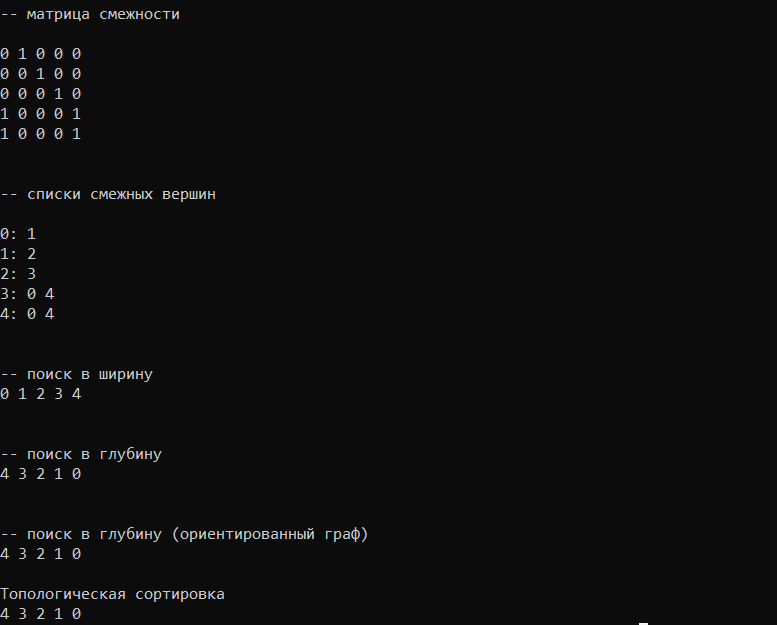 -- матрица смежности
0 1 0 0 0
0 0 1 0 0
0 0 0 1 0
1 0 0 0 1
1 0 0 0 1
-- списки смежных вершин
0: 1
1: 2
2: 3
3: 0 4
4: 0 4
-- поиск в ширину
0 1 2 3 4
-- поиск в глубину
4 3 2 1 0
-- поиск в глубину (ориентированный граф)
4 3 2 1 0
Топологическая сортировка
4 3 2 1 0